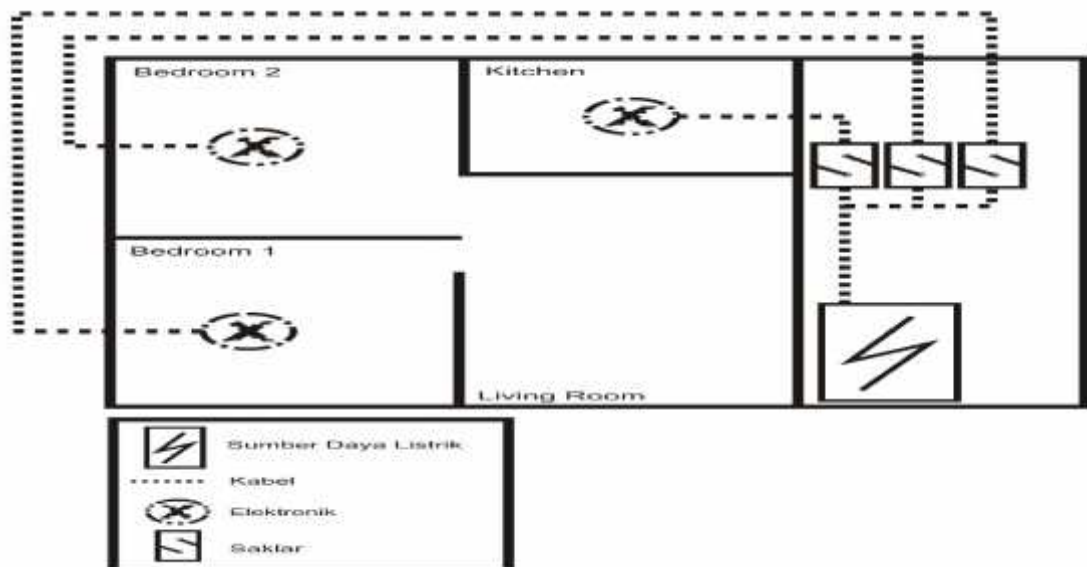 Bedroom 2
Kitchen
Bedroom 1
Living Room
Sumber Daya Listrik
Kabel
Elektronik
Saklar